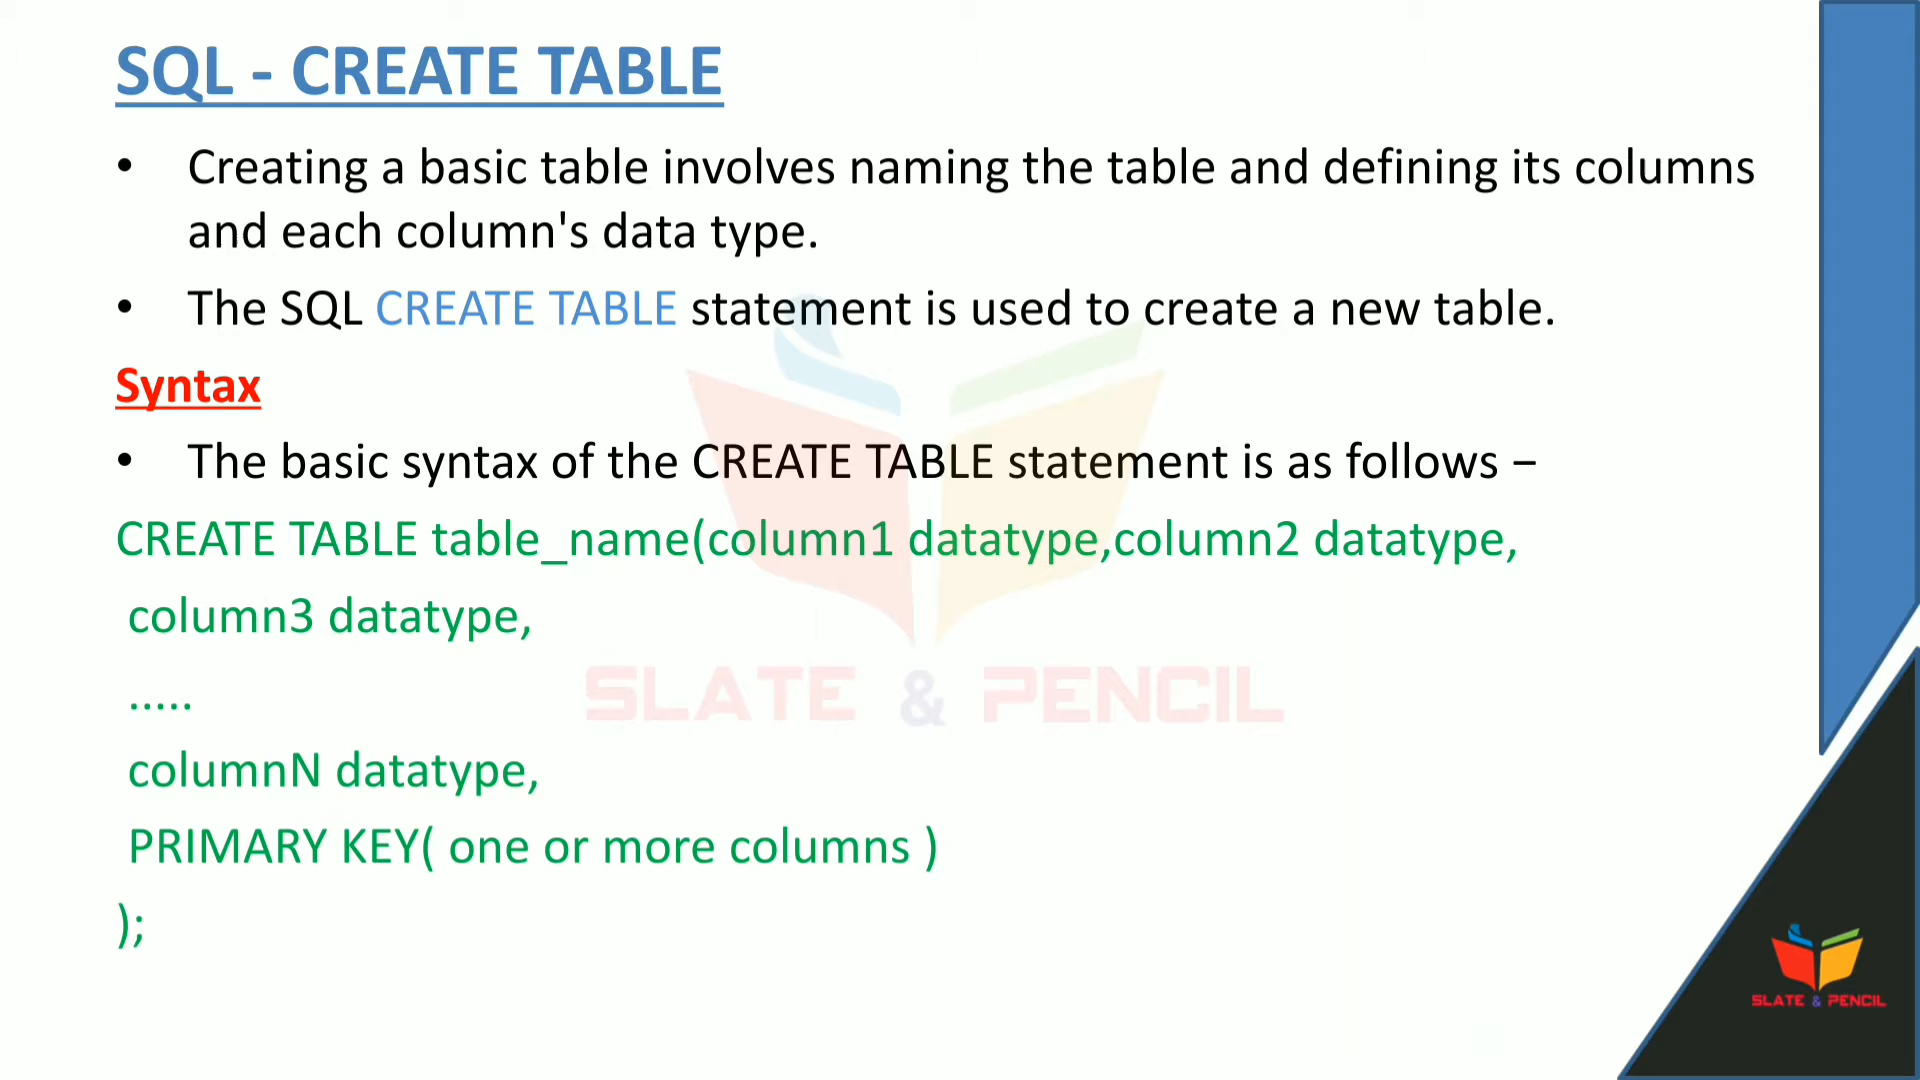 SQL - CREATE TABLE
• Creating a basic table involves naming the table and defining its columns
and each column's data type.
• The SQL CREATE TABLE statement is used to create a new table.
Syntax
• The basic syntax of the CREATE TABLE statement is as follows −
CREATE TABLE table_name(column1 datatype,column2 datatype,
column3 datatype,
.....
columnN datatype,
PRIMARY KEY( one or more columns )
);
SLATE & PENCIL
SLATE & PENCIL